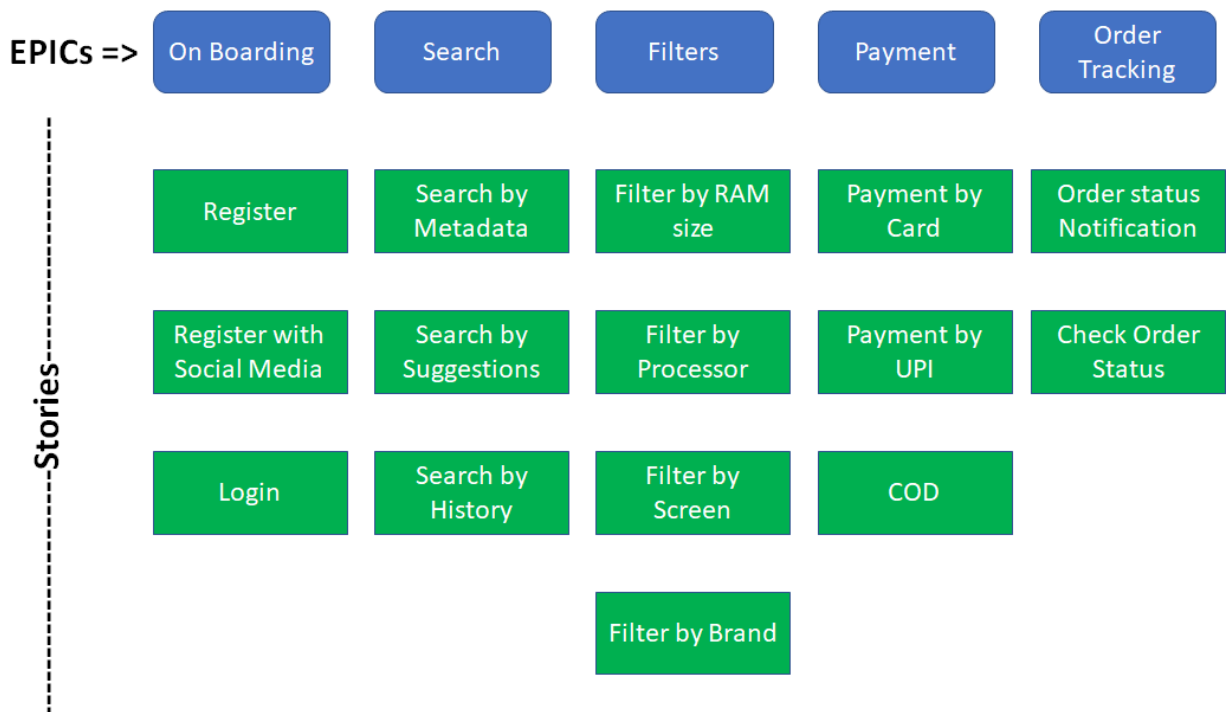 EPICs =>
On Boarding
Search
Filters
Payment
Order
Tracking
Stories
Register
Search by
Metadata
Filter by RAM
size
Payment by
Card
Order status
Notification
Register with
Social Media
Search by
Suggestions
Filter by
Processor
Payment by
UPI
Check Order
Status
Login
Search by
History
Filter by
Screen
COD
Filter by Brand